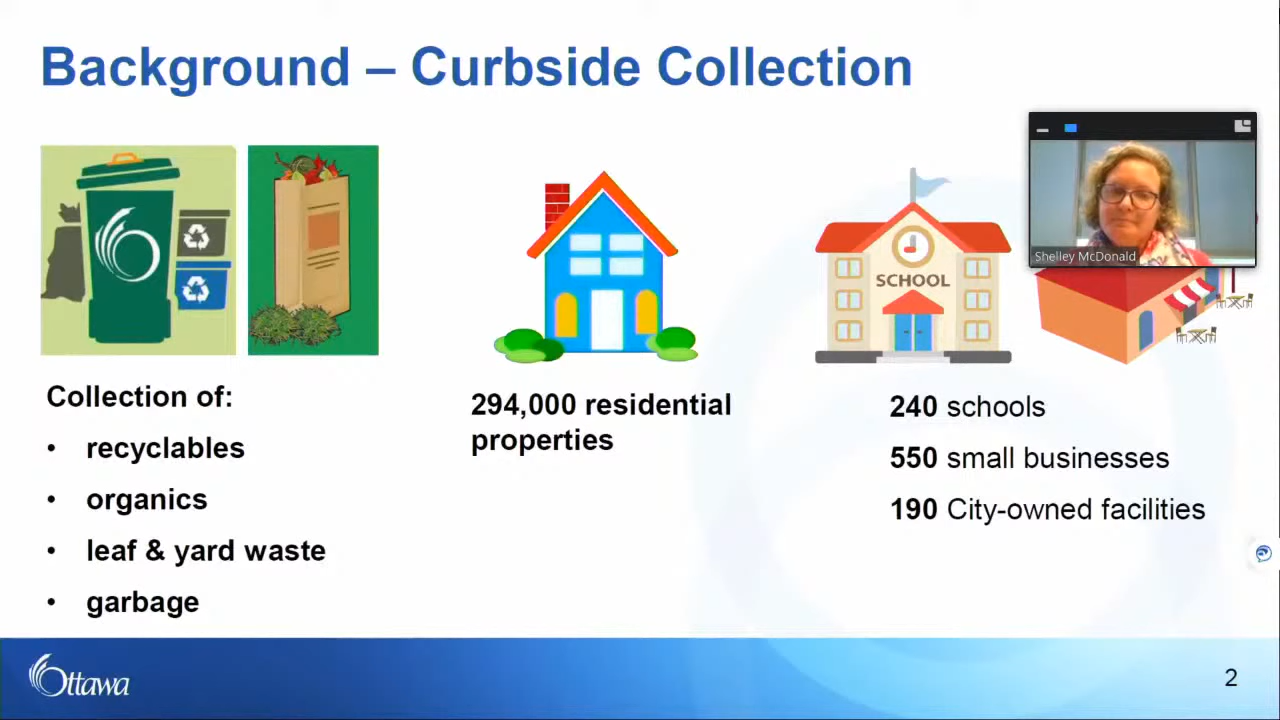 Background – Curbside Collection
Shelley McDonald
SCHOOL
Collection of:
• recyclables
• organics
• leaf & yard waste
• garbage
294,000 residential
properties
240 schools
550 small businesses
190 City-owned facilities
Ottawa
2